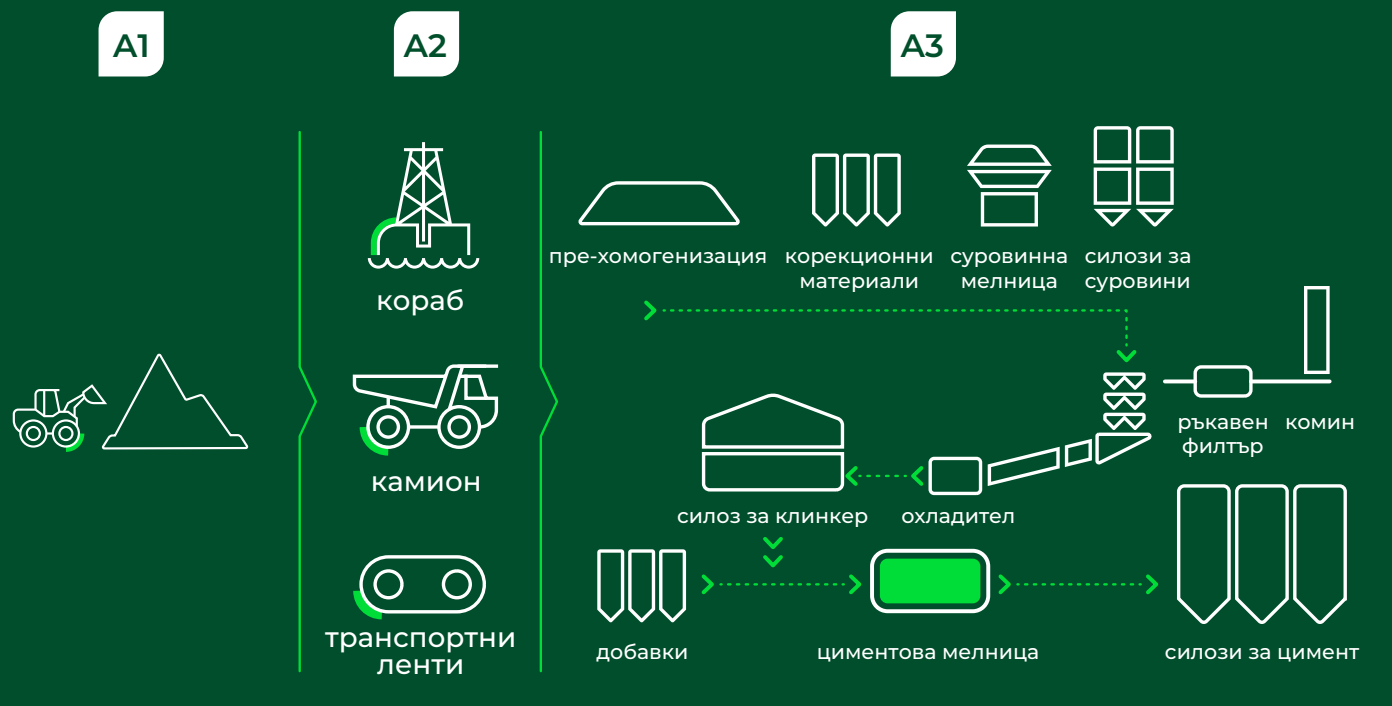 A1
A2
A3
кораб
камион
транспортни
ленти
пре-хомогенизация
корекционни
материали
суровинна
мелница
силози за
суровини
ръкавен
филтър
комин
силоз за клинкер
охладител
добавки
циментова мелница
силози за цимент